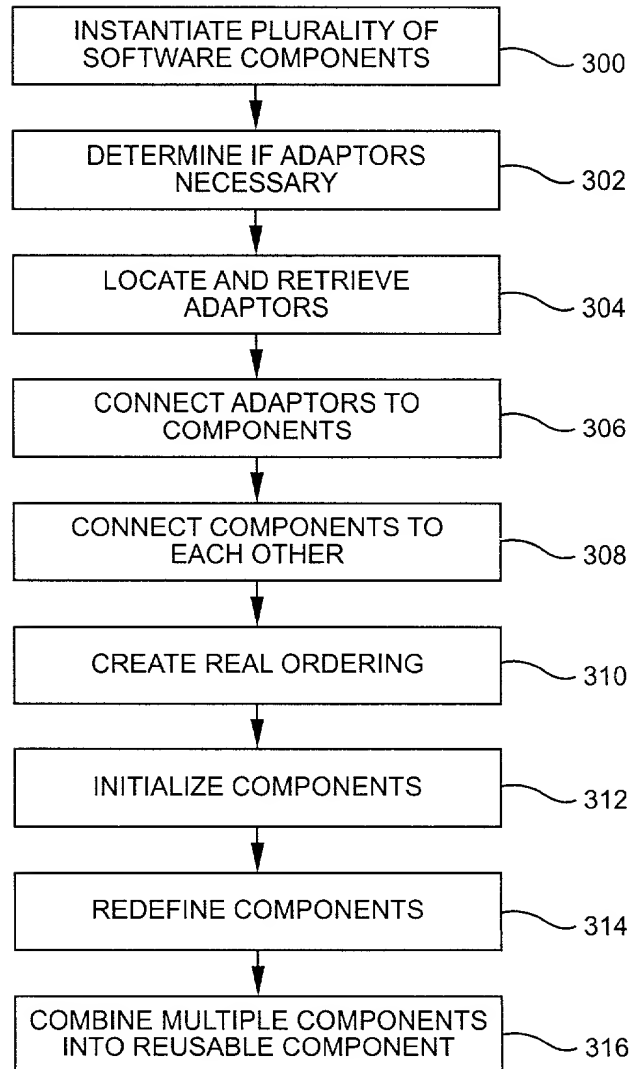 INSTANTIATE PLURALITY OF
SOFTWARE COMPONENTS
300
DETERMINE IF ADAPTORS
NECESSARY
302
LOCATE AND RETRIEVE
ADAPTORS
304
CONNECT ADAPTORS TO
COMPONENTS
306
CONNECT COMPONENTS TO
EACH OTHER
308
CREATE REAL ORDERING
310
INITIALIZE COMPONENTS
312
REDEFINE COMPONENTS
314
COMBINE MULTIPLE COMPONENTS
INTO REUSABLE COMPONENT
316